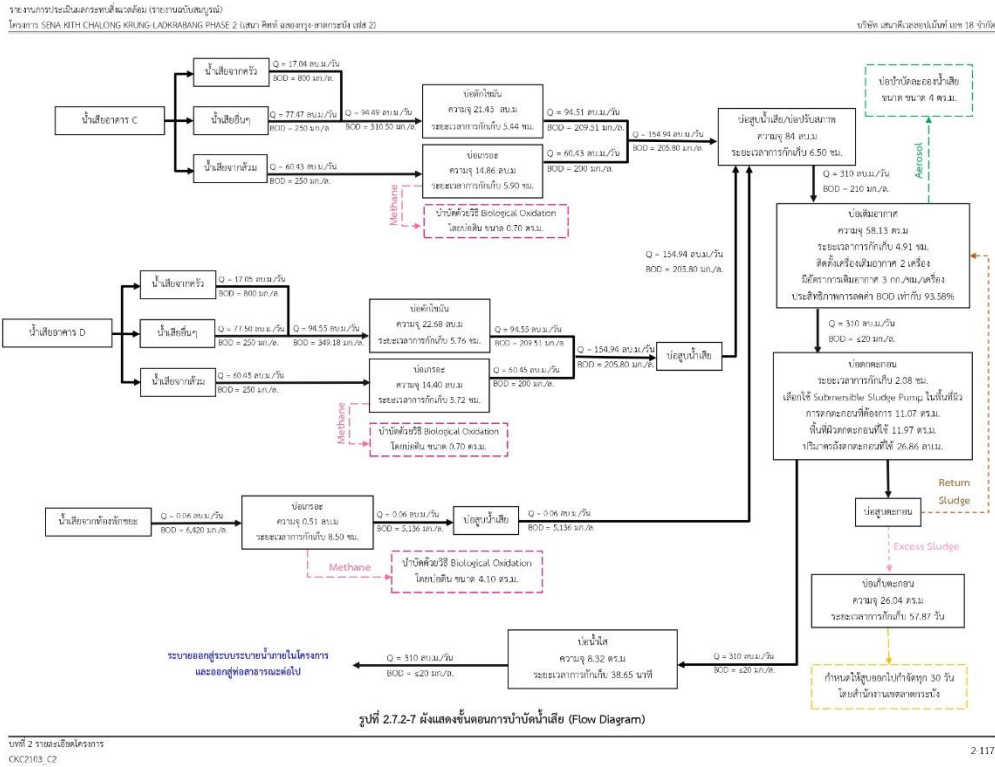 รายงานการประเมินผลกระทบสิ่งแวดล้อม (รายงานฉบับสมบูรณ์)
โครงการ SENA KITH CHALONG KRUNG-LADKRABANG PHASE 2 (เสนา คิทท์ ฉลองกรุง-ลาดกระบัง เฟส 2)
บริษัท เสนาดีเวลลอปเม้นท์ เอช 18 จำกัด
น้ำเสียอาคาร C
น้ำเสียจากครัว
Q = 17.04 ลบ.ม./วัน
BOD = 800 มก./ล.
น้ำเสียอื่นๆ
Q = 77.47 ลบ.ม./วัน
BOD = 250 มก./ล.
Q = 94.49 ลบ.ม./วัน
BOD = 310.50 มก./ล.
น้ำเสียจากส้วม
Q = 60.43 ลบ.ม./วัน
BOD = 250 มก./ล.
บ่อดักไขมัน
ความจุ 21.45 ลบ.ม
ระยะเวลาการกักเก็บ 5.44 ชม.
Q = 94.51 ลบ.ม./วัน
BOD = 209.51 มก./ล.
บ่อเกรอะ
ความจุ 14.86 ลบ.ม
ระยะเวลาการกักเก็บ 5.90 ชม.
Q = 60.43 ลบ.ม./วัน
BOD = 200 มก./ล.
Methane
บำบัดด้วยวิธี Biological Oxidation
โดยบ่อดิน ขนาด 0.70 ตร.ม.
Q = 154.94 ลบ.ม./วัน
BOD = 205.80 มก./ล.
บ่อสูบน้ำเสีย/บ่อปรับสภาพ
ความจุ 84 ลบ.ม
ระยะเวลาการกักเก็บ 6.50 ชม.
บ่อบำบัดละอองน้ำเสีย
ขนาด ขนาด 4 ตร.ม.
Aerosol
Q = 310 ลบ.ม./วัน
BOD = 210 มก./ล.
บ่อเติมอากาศ
ความจุ 58.13 ตร.ม
ระยะเวลาการกักเก็บ 4.91 ชม.
ติดตั้งเครื่องเติมอากาศ 2 เครื่อง
มีอัตราการเติมอากาศ 3 กก./ชม./เครื่อง
ประสิทธิภาพการลดค่า BOD เท่ากับ 93.58%
Q = 154.94 ลบ.ม./วัน
BOD = 205.80 มก./ล.
น้ำเสียอาคาร D
น้ำเสียจากครัว
Q = 17.05 ลบ.ม./วัน
BOD = 800 มก./ล.
น้ำเสียอื่นๆ
Q = 77.50 ลบ.ม./วัน
BOD = 250 มก./ล.
Q = 94.55 ลบ.ม./วัน
BOD = 349.18 มก./ล.
น้ำเสียจากส้วม
Q = 60.45 ลบ.ม./วัน
BOD = 250 มก./ล.
บ่อดักไขมัน
ความจุ 22.68 ลบ.ม
ระยะเวลาการกักเก็บ 5.76 ชม.
Q = 94.55 ลบ.ม./วัน
BOD = 209.51 มก./ล.
บ่อเกรอะ
ความจุ 14.40 ลบ.ม
ระยะเวลาการกักเก็บ 5.72 ชม.
Q = 60.45 ลบ.ม./วัน
BOD = 200 มก./ล.
Methane
บำบัดด้วยวิธี Biological Oxidation
โดยบ่อดิน ขนาด 0.70 ตร.ม.
Q = 154.94 ลบ.ม./วัน
BOD = 205.80 มก./ล.
บ่อสูบน้ำเสีย
Q = 310 ลบ.ม./วัน
BOD = ≤20 มก./ล.
บ่อตกตะกอน
ระยะเวลาการกักเก็บ 2.08 ชม.
เลือกใช้ Submersible Sludge Pump ในพื้นที่ผิว
การตกตะกอนที่ต้องการ 11.07 ตร.ม.
พื้นที่ผิวตกตะกอนที่ใช้ 11.97 ตร.ม.
ปริมาตรถังตกตะกอนที่ใช้ 26.86 ลบ.ม.
Return
Sludge
บ่อสูบตะกอน
Excess Sludge
บ่อเก็บตะกอน
ความจุ 26.04 ตร.ม
ระยะเวลาการกักเก็บ 57.87 วัน
กำหนดให้สูบออกไปกำจัดทุก 30 วัน
โดยสำนักงานเขตลาดกระบัง
น้ำเสียจากห้องพักขยะ
Q = 0.06 ลบ.ม./วัน
BOD = 6,420 มก./ล.
บ่อเกรอะ
ความจุ 0.51 ลบ.ม
ระยะเวลาการกักเก็บ 8.50 ชม.
Q = 0.06 ลบ.ม./วัน
BOD = 5,136 มก./ล.
บ่อสูบน้ำเสีย
Q = 0.06 ลบ.ม./วัน
BOD = 5,136 มก./ล.
Methane
บำบัดด้วยวิธี Biological Oxidation
โดยบ่อดิน ขนาด 4.10 ตร.ม.
ระบายออกสู่ระบบระบายน้ำภายในโครงการ
และออกสู่ท่อสาธารณะต่อไป
Q = 310 ลบ.ม./วัน
BOD = ≤20 มก./ล.
บ่อน้ำใส
ความจุ 8.32 ตร.ม
ระยะเวลาการกักเก็บ 38.65 นาที
Q = 310 ลบ.ม./วัน
BOD = ≤20 มก./ล.
รูปที่ 2.7.2-7 ผังแสดงขั้นตอนการบำบัดน้ำเสีย (Flow Diagram)
บทที่ 2 รายละเอียดโครงการ
CKC2103_C2
2-117